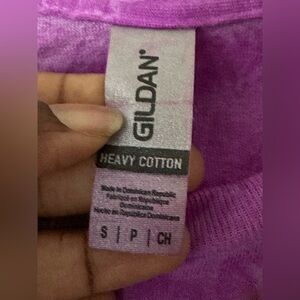 GILDAN
HEAVY COTTON
Made in Dominican Republic
Fabriqué en République
Dominicaine
Hecho en República Dominicana
S | P | CH